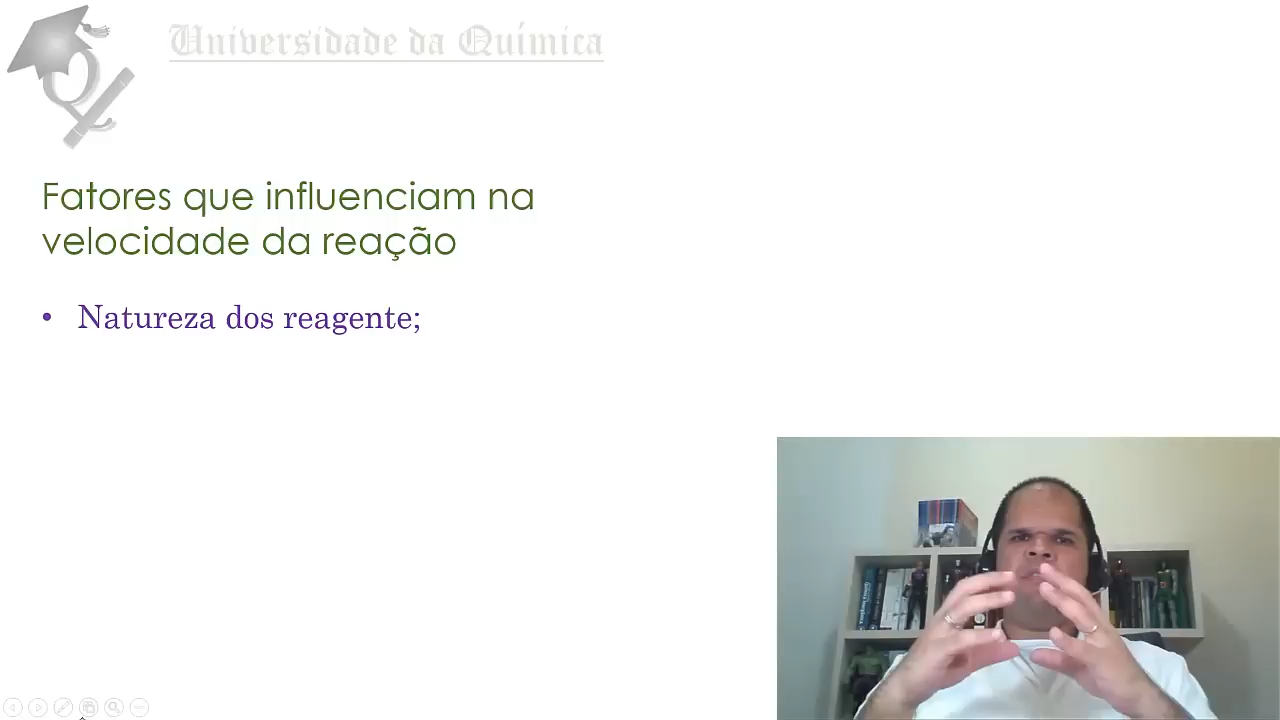 Universidade da Química
Fatores que influenciam na
velocidade da reação
• Natureza dos reagente;